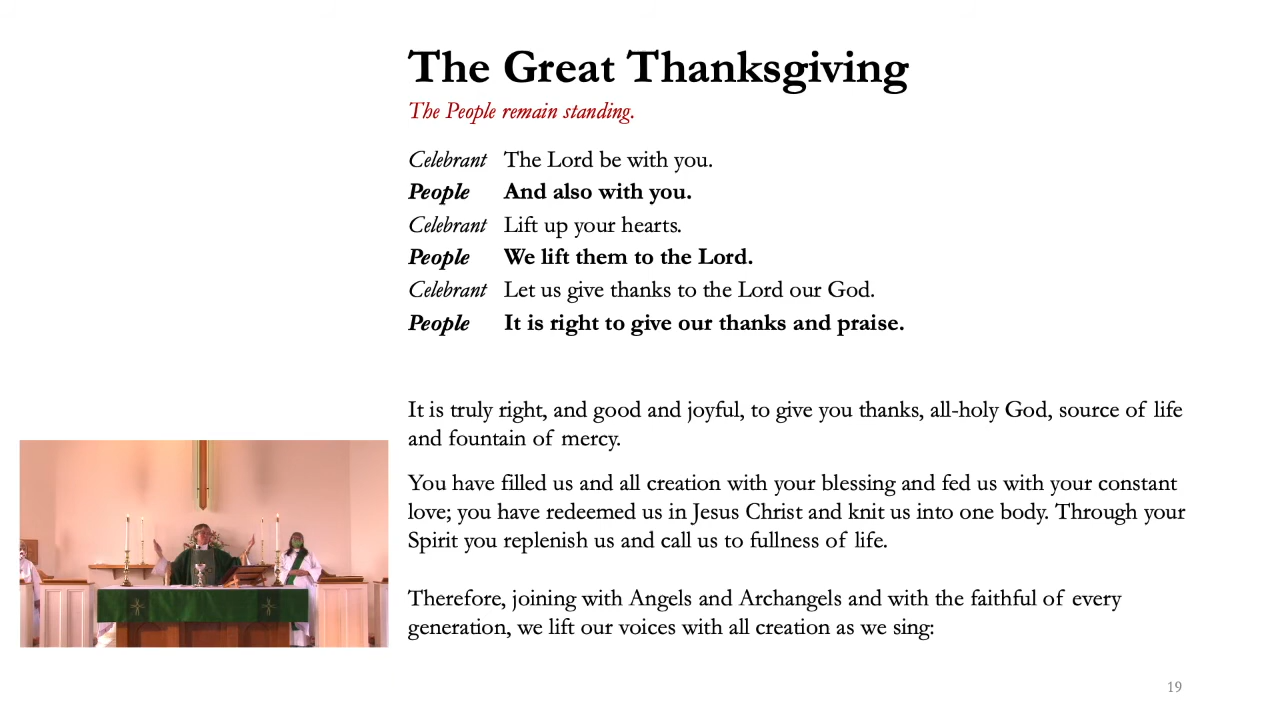 The Great Thanksgiving
The People remain standing.
Celebrant The Lord be with you.
People And also with you.
Celebrant Lift up your hearts.
People We lift them to the Lord.
Celebrant Let us give thanks to the Lord our God.
People It is right to give our thanks and praise.
It is truly right, and good and joyful, to give you thanks, all-holy God, source of life
and fountain of mercy.
You have filled us and all creation with your blessing and fed us with your constant
love; you have redeemed us in Jesus Christ and knit us into one body. Through your
Spirit you replenish us and call us to fullness of life.
Therefore, joining with Angels and Archangels and with the faithful of every
generation, we lift our voices with all creation as we sing:
19